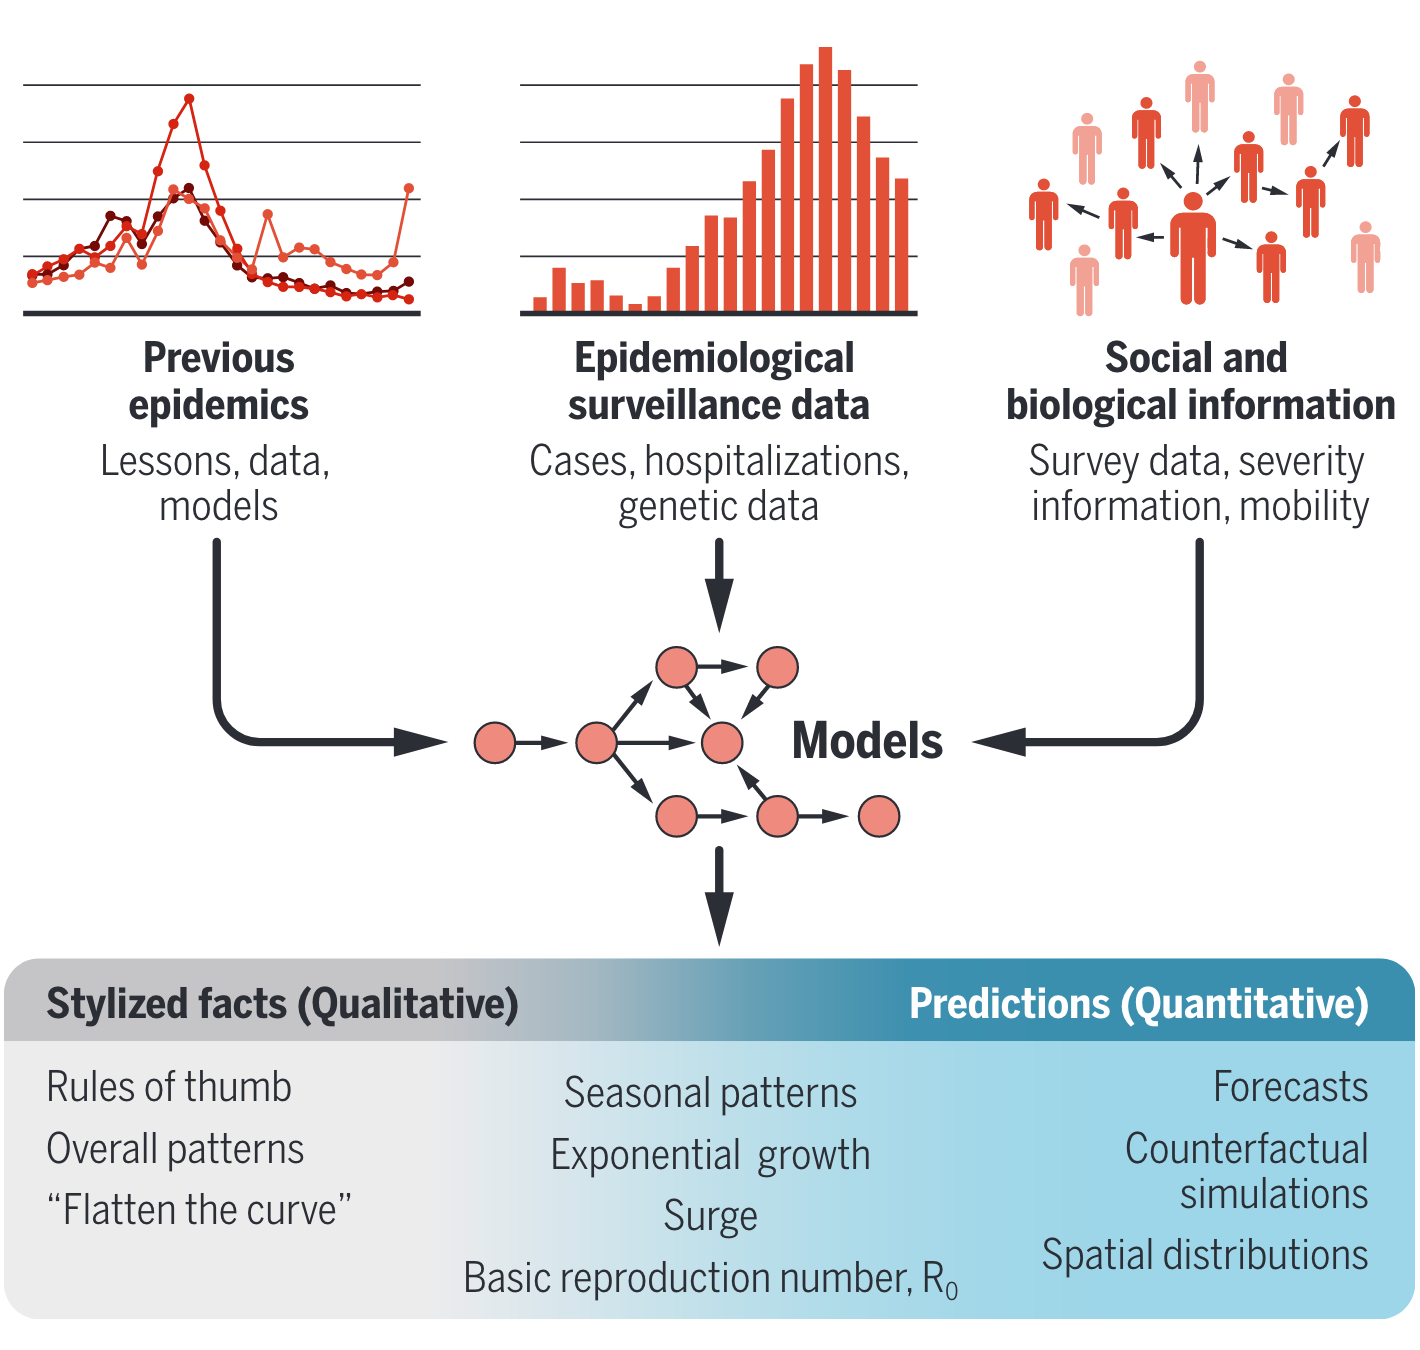 Previous
epidemics
Lessons, data,
models
Epidemiological
surveillance data
Cases, hospitalizations,
genetic data
Social and
biological information
Survey data, severity
information, mobility
Models
Stylized facts (Qualitative)
Predictions (Quantitative)
Rules of thumb
Overall patterns
“Flatten the curve”
Seasonal patterns
Exponential growth
Surge
Basic reproduction number, R₀
Forecasts
Counterfactual
simulations
Spatial distributions